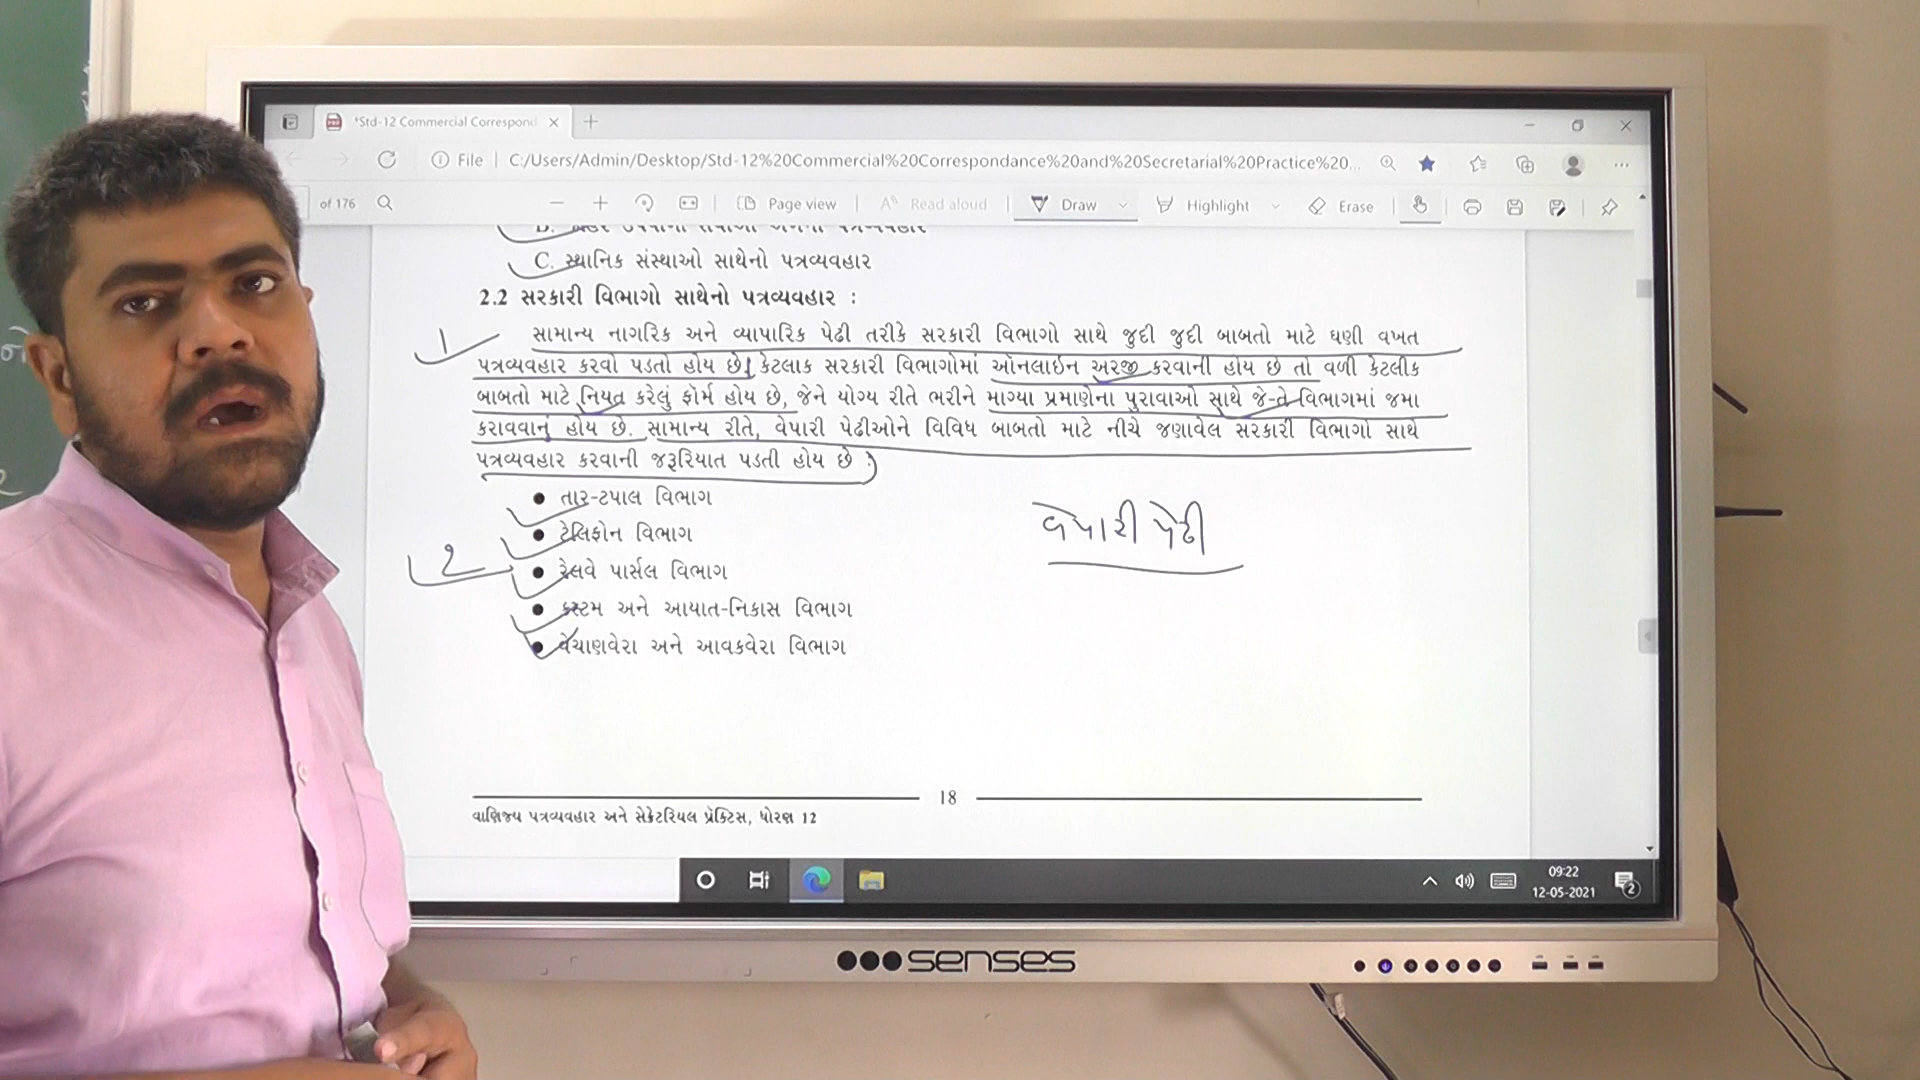 *Std-12 Commercial Correspond
File
C:/Users/Admin/Desktop/Std-12%20Commercial%20Correspondance%20and%20Secretarial%20Practice%20...
of 176
Page view
Read aloud
Draw
Highlight
Erase
C. સ્થાનિક સંસ્થાઓ સાથેનો પત્રવ્યવહાર
2.2 સરકારી વિભાગો સાથેનો પત્રવ્યવહાર :
૧
સામાન્ય નાગરિક અને વ્યાપારિક પેઢી તરીકે સરકારી વિભાગો સાથે જુદી જુદી બાબતો માટે ઘણી વખત
પત્રવ્યવહાર કરવો પડતો હોય છે. કેટલાક સરકારી વિભાગોમાં ઑનલાઇન અરજી કરવાની હોય છે તો વળી કેટલીક
બાબતો માટે નિયત કરેલું ફૉર્મ હોય છે, જેને યોગ્ય રીતે ભરીને માગ્યા પ્રમાણેના પુરાવાઓ સાથે જે-તે વિભાગમાં જમા
કરાવવાનું હોય છે. સામાન્ય રીતે, વેપારી પેઢીઓને વિવિધ બાબતો માટે નીચે જણાવેલ સરકારી વિભાગો સાથે
પત્રવ્યવહાર કરવાની જરૂરિયાત પડતી હોય છે :
● તાર-ટપાલ વિભાગ
વેપારી પેઢી
● ટેલિફોન વિભાગ
૨
● રેલવે પાર્સલ વિભાગ
● કસ્ટમ અને આયાત-નિકાસ વિભાગ
● વેચાણવેરા અને આવકવેરા વિભાગ
18
વાણિજ્ય પત્રવ્યવહાર અને સેક્રેટરિયલ પ્રૅક્ટિસ, ધોરણ 12
09:22
12-05-2021
2
senses